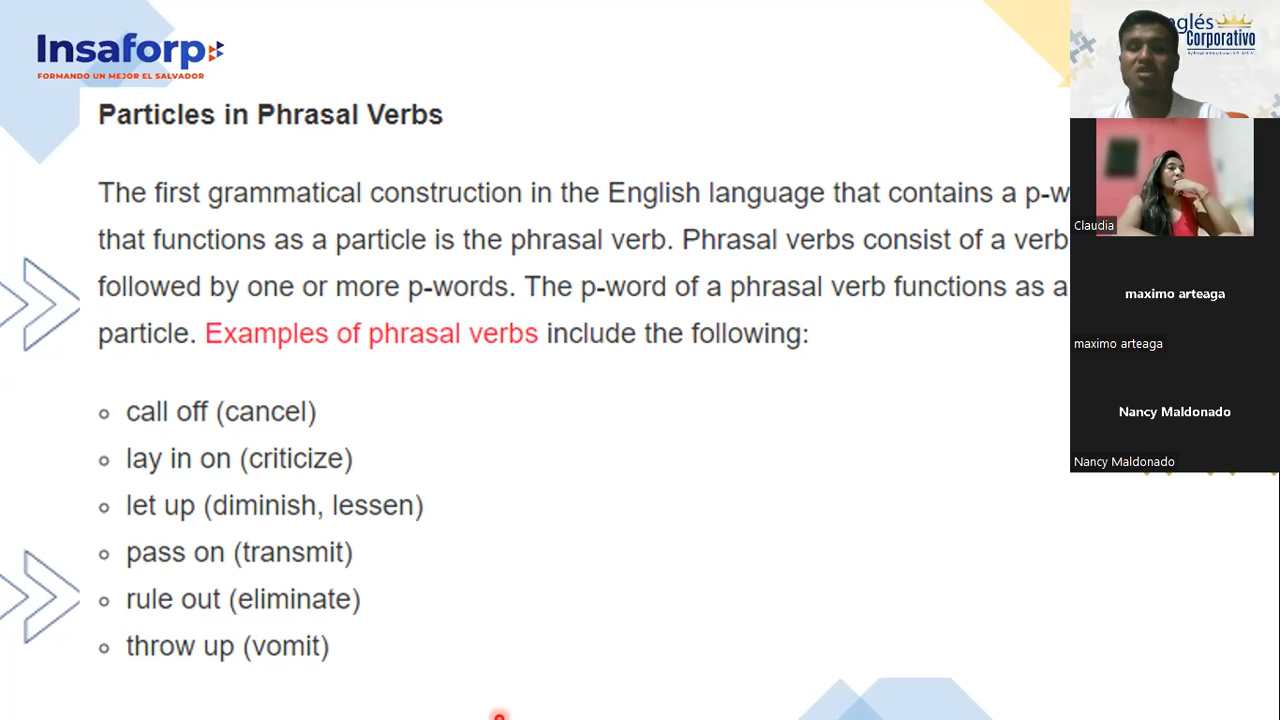 Insaforp
FORMANDO UN MEJOR EL SALVADOR
Particles in Phrasal Verbs
The first grammatical construction in the English language that contains a p-w
that functions as a particle is the phrasal verb. Phrasal verbs consist of a verb
followed by one or more p-words. The p-word of a phrasal verb functions as a
particle. Examples of phrasal verbs include the following:
call off (cancel)
lay in on (criticize)
let up (diminish, lessen)
pass on (transmit)
rule out (eliminate)
throw up (vomit)
nglés
Corporativo
Claudia
maximo arteaga
maximo arteaga
Nancy Maldonado
Nancy Maldonado